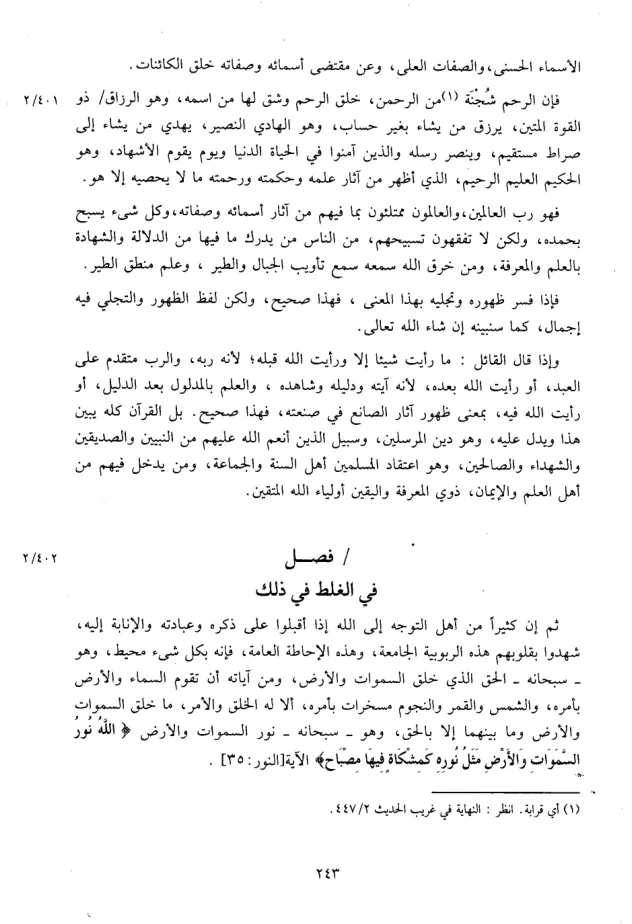 الأسماء الحسنى، والصفات العلى، وعن مقتضى أسمائه وصفاته خلق الكائنات.
٢/٤٠١ فإن الرحم شُجْنَة (١) من الرحمن، خلق الرحم وشق لها من اسمه، وهو الرزاق/ ذو
القوة المتين، يرزق من يشاء بغير حساب، وهو الهادي النصير، يهدي من يشاء إلى
صراط مستقيم، وينصر رسله والذين آمنوا في الحياة الدنيا ويوم يقوم الأشهاد، وهو
الحكيم العليم الرحيم، الذي أظهر من آثار علمه وحكمته ورحمته ما لا يحصيه إلا هو.
فهو رب العالمين، والعالمون ممتلئون بما فيهم من آثار أسمائه وصفاته، وكل شىء يسبح
بحمده، ولكن لا تفقهون تسبيحهم، من الناس من يدرك ما فيها من الدلالة والشهادة
بالعلم والمعرفة، ومن خرق الله سمعه سمع تأويب الجبال والطير ، وعلم منطق الطير.
فإذا فسر ظهوره وتجليه بهذا المعنى ، فهذا صحيح، ولكن لفظ الظهور والتجلي فيه
إجمال، كما سنبينه إن شاء الله تعالى.
وإذا قال القائل : ما رأيت شيئا إلا ورأيت الله قبله؛ لأنه ربه، والرب متقدم على
العبد، أو رأيت الله بعده، لأنه آيته ودليله وشاهده ، والعلم بالمدلول بعد الدليل، أو
رأيت الله فيه، بمعنى ظهور آثار الصانع في صنعته، فهذا صحيح. بل القرآن كله يبين
هذا ويدل عليه، وهو دين المرسلين، وسبيل الذين أنعم الله عليهم من النبيين والصديقين
والشهداء والصالحين، وهو اعتقاد المسلمين أهل السنة والجماعة، ومن يدخل فيهم من
أهل العلم والإيمان، ذوي المعرفة واليقين أولياء الله المتقين.
٢/٤٠٢ / فصـــل
في الغلط في ذلك
ثم إن كثيراً من أهل التوجه إلى الله إذا أقبلوا على ذكره وعبادته والإنابة إليه،
شهدوا بقلوبهم هذه الربوبية الجامعة، وهذه الإحاطة العامة، فإنه بكل شىء محيط، وهو
ـ سبحانه ـ الحق الذي خلق السموات والأرض، ومن آياته أن تقوم السماء والأرض
بأمره، والشمس والقمر والنجوم مسخرات بأمره، ألا له الخلق والأمر، ما خلق السموات
والأرض وما بينهما إلا بالحق، وهو ـ سبحانه ـ نور السموات والأرض ﴿ اللَّهُ نُورُ
السَّمَوَاتِ وَالأَرْضِ مَثَلُ نُورِهِ كَمِشْكَاةٍ فِيهَا مِصْبَاح﴾ الآية[النور: ٣٥] .
(١) أي قرابة. انظر : النهاية في غريب الحديث ٢/ ٤٤٧.
٢٤٣